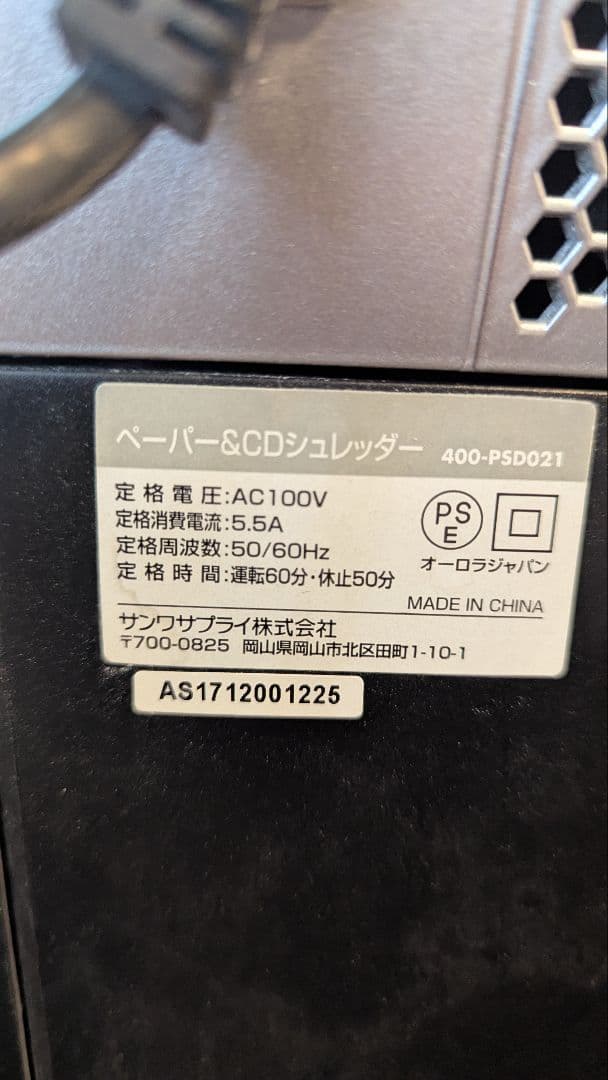 ペーパー&CDシュレッダー 400-PSD021
定格電圧:AC100V
定格消費電流:5.5A
定格周波数:50/60Hz
定格時間:運転60分・休止50分
PS
E
オーロラジャパン
MADE IN CHINA
サンワサプライ株式会社
〒700-0825 岡山県岡山市北区田町1-10-1
AS1712001225